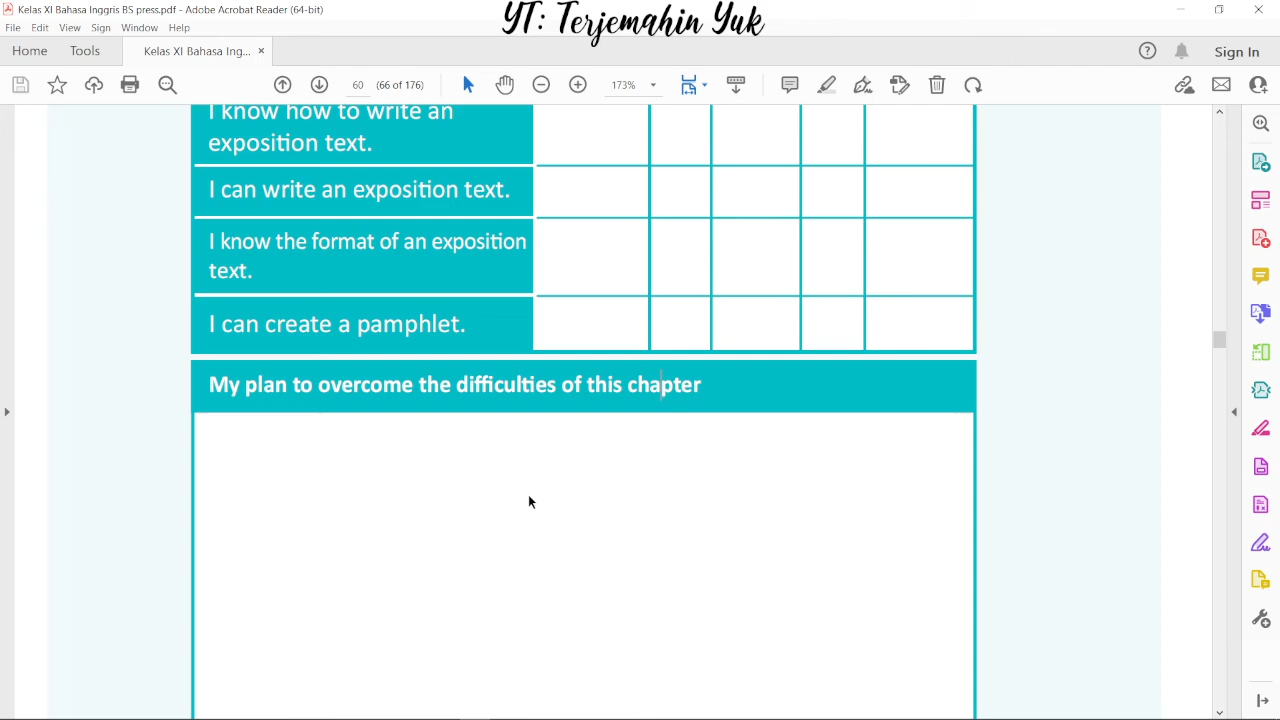 Kelas XI Bahasa Inggris BS press.pdf - Adobe Acrobat Reader (64-bit)
YT: Terjemahin Yuk
File Edit View Sign Window Help
Home Tools Kelas XI Bahasa Ing... × Sign In
60 (66 of 176) 173%
I know how to write an
exposition text.
I can write an exposition text.
I know the format of an exposition
text.
I can create a pamphlet.
My plan to overcome the difficulties of this chapter